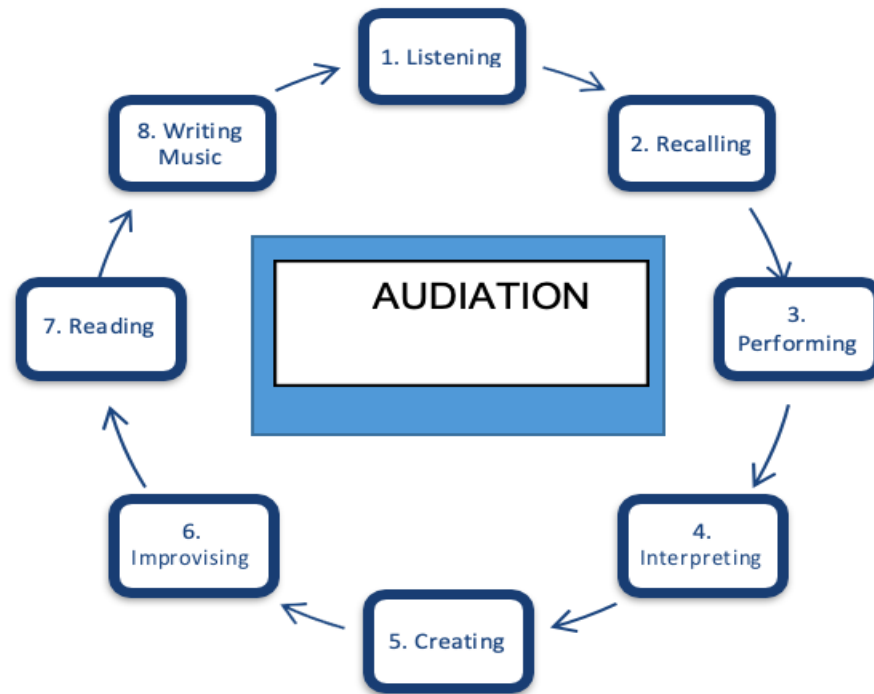 1. Listening
2. Recalling
3.
Performing
4.
Interpreting
5. Creating
6.
Improvising
7. Reading
8. Writing
Music
AUDIATION